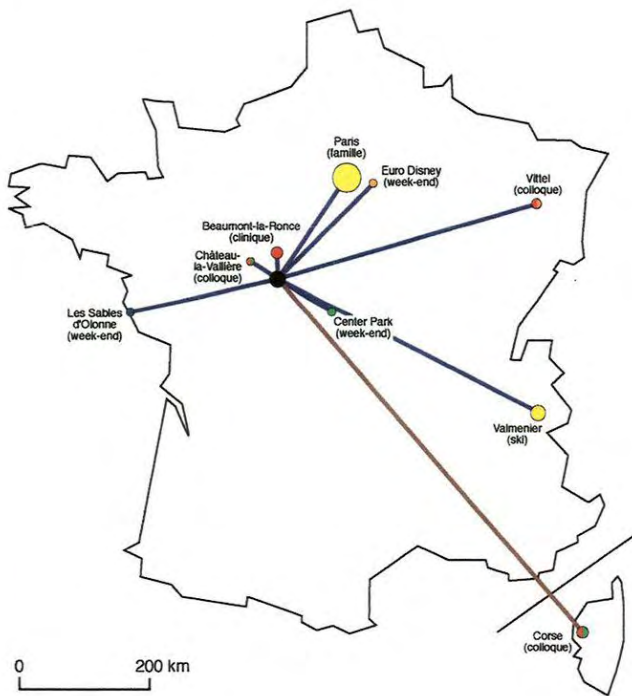 Paris
(famille)
Euro Disney
(week-end)
Vittel
(colloque)
Beaumont-la-Ronce
(clinique)
Château-
la-Vallière
(colloque)
Les Sables
d'Olonne
(week-end)
Center Park
(week-end)
Valmenier
(ski)
Corse
(colloque)
0 200 km